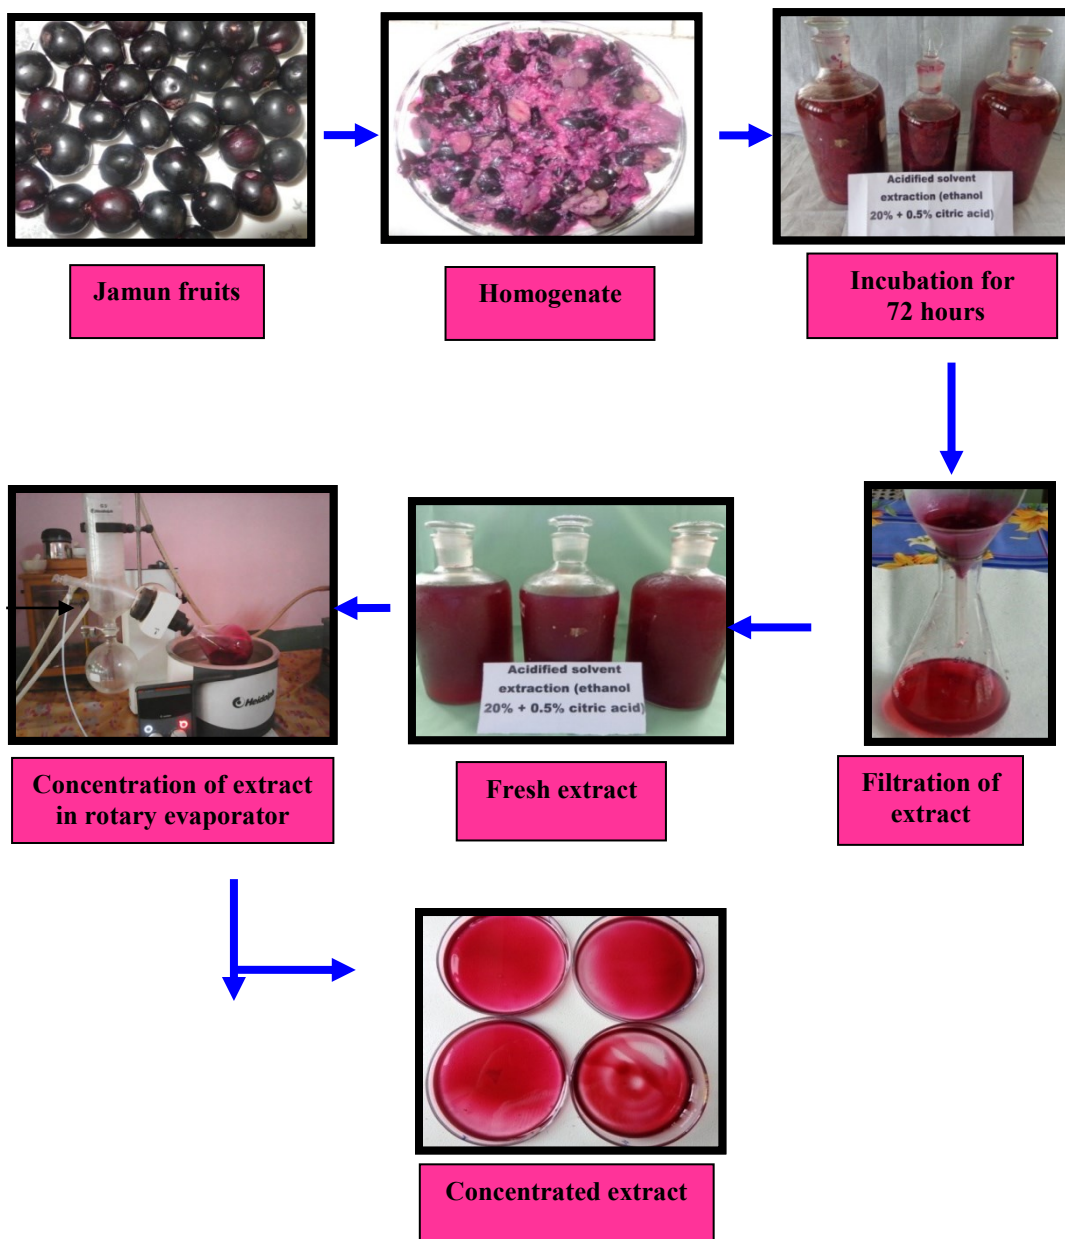 Acidified solvent
extraction (ethanol
20% + 0.5% citric acid)
Jamun fruits
Homogenate
Incubation for
72 hours
Heidolph
Acidified solvent
extraction (ethanol
20% + 0.5% citric acid)
Concentration of extract
in rotary evaporator
Fresh extract
Filtration of
extract
Concentrated extract